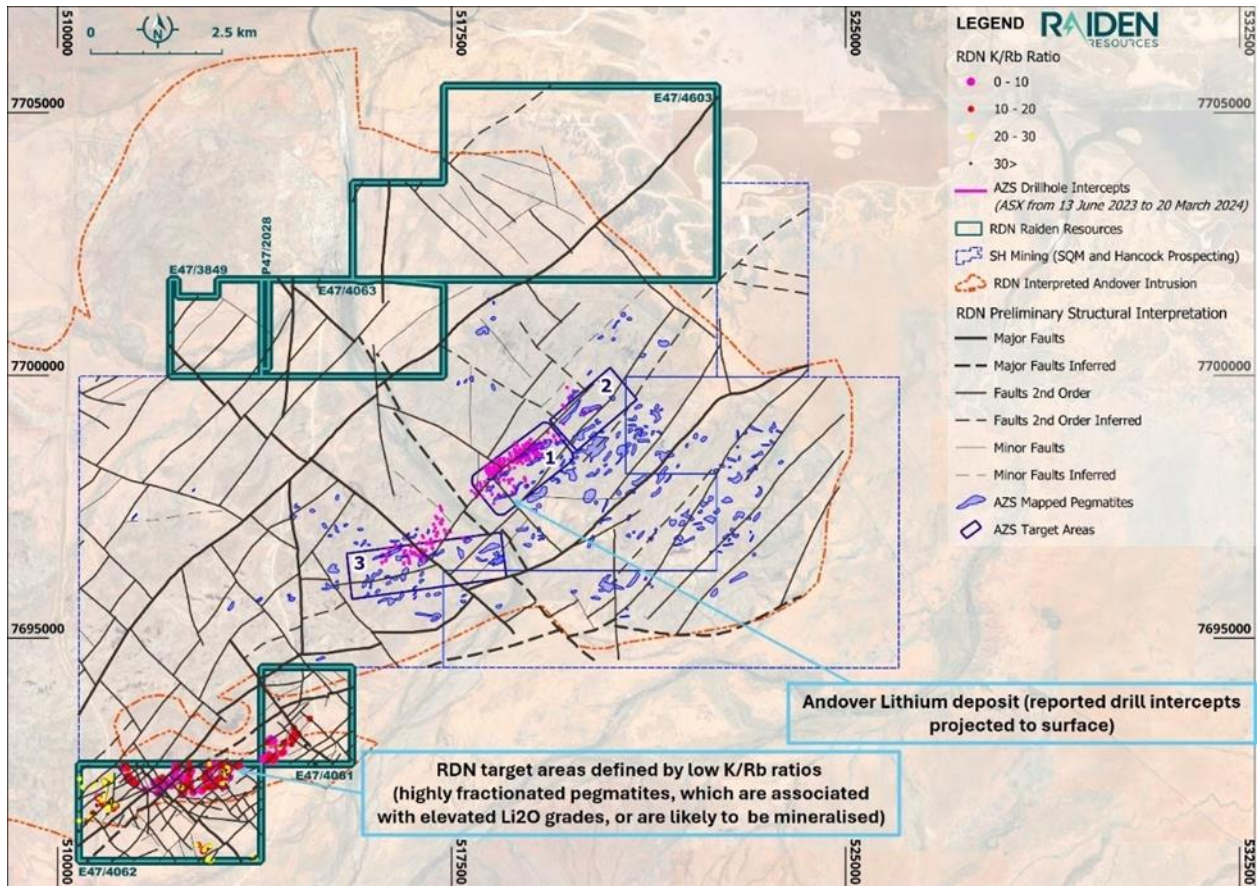 510000
517500
525000
532500
0
N
2.5 km
7705000
7705000
E47/4603
P47/2028
E47/3849
E47/4063
7700000
7700000
2
1
3
7695000
7695000
LEGEND
RAIDEN
RESOURCES
RDN K/Rb Ratio
0 - 10
10 - 20
20 - 30
30>
AZS Drillhole Intercepts
(ASX from 13 June 2023 to 20 March 2024)
RDN Raiden Resources
SH Mining (SQM and Hancock Prospecting)
RDN Interpreted Andover Intrusion
RDN Preliminary Structural Interpretation
Major Faults
Major Faults Inferred
Faults 2nd Order
Faults 2nd Order Inferred
Minor Faults
Minor Faults Inferred
AZS Mapped Pegmatites
AZS Target Areas
Andover Lithium deposit (reported drill intercepts
projected to surface)
E47/4061
RDN target areas defined by low K/Rb ratios
(highly fractionated pegmatites, which are associated
with elevated Li2O grades, or are likely to be mineralised)
E47/4062
510000
517500
525000
532500